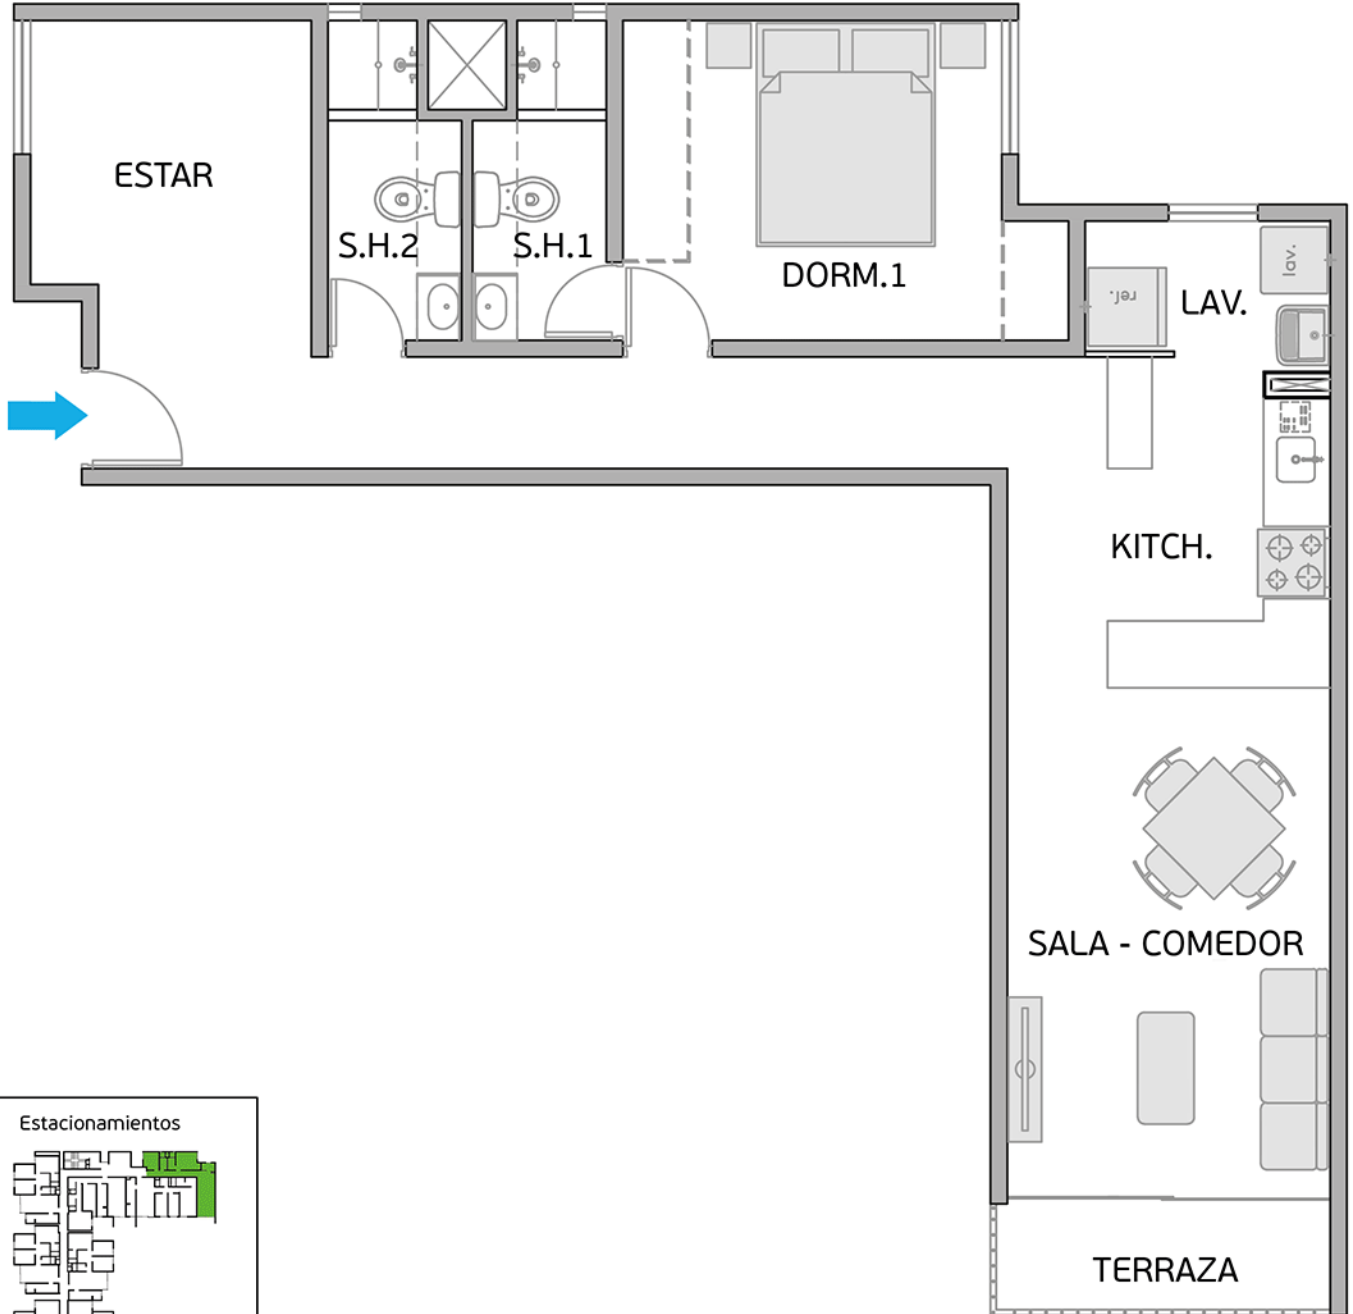 ESTAR
S.H.2
S.H.1
DORM.1
LAV.
lav.
ref.
KITCH.
SALA - COMEDOR
TERRAZA
Estacionamientos